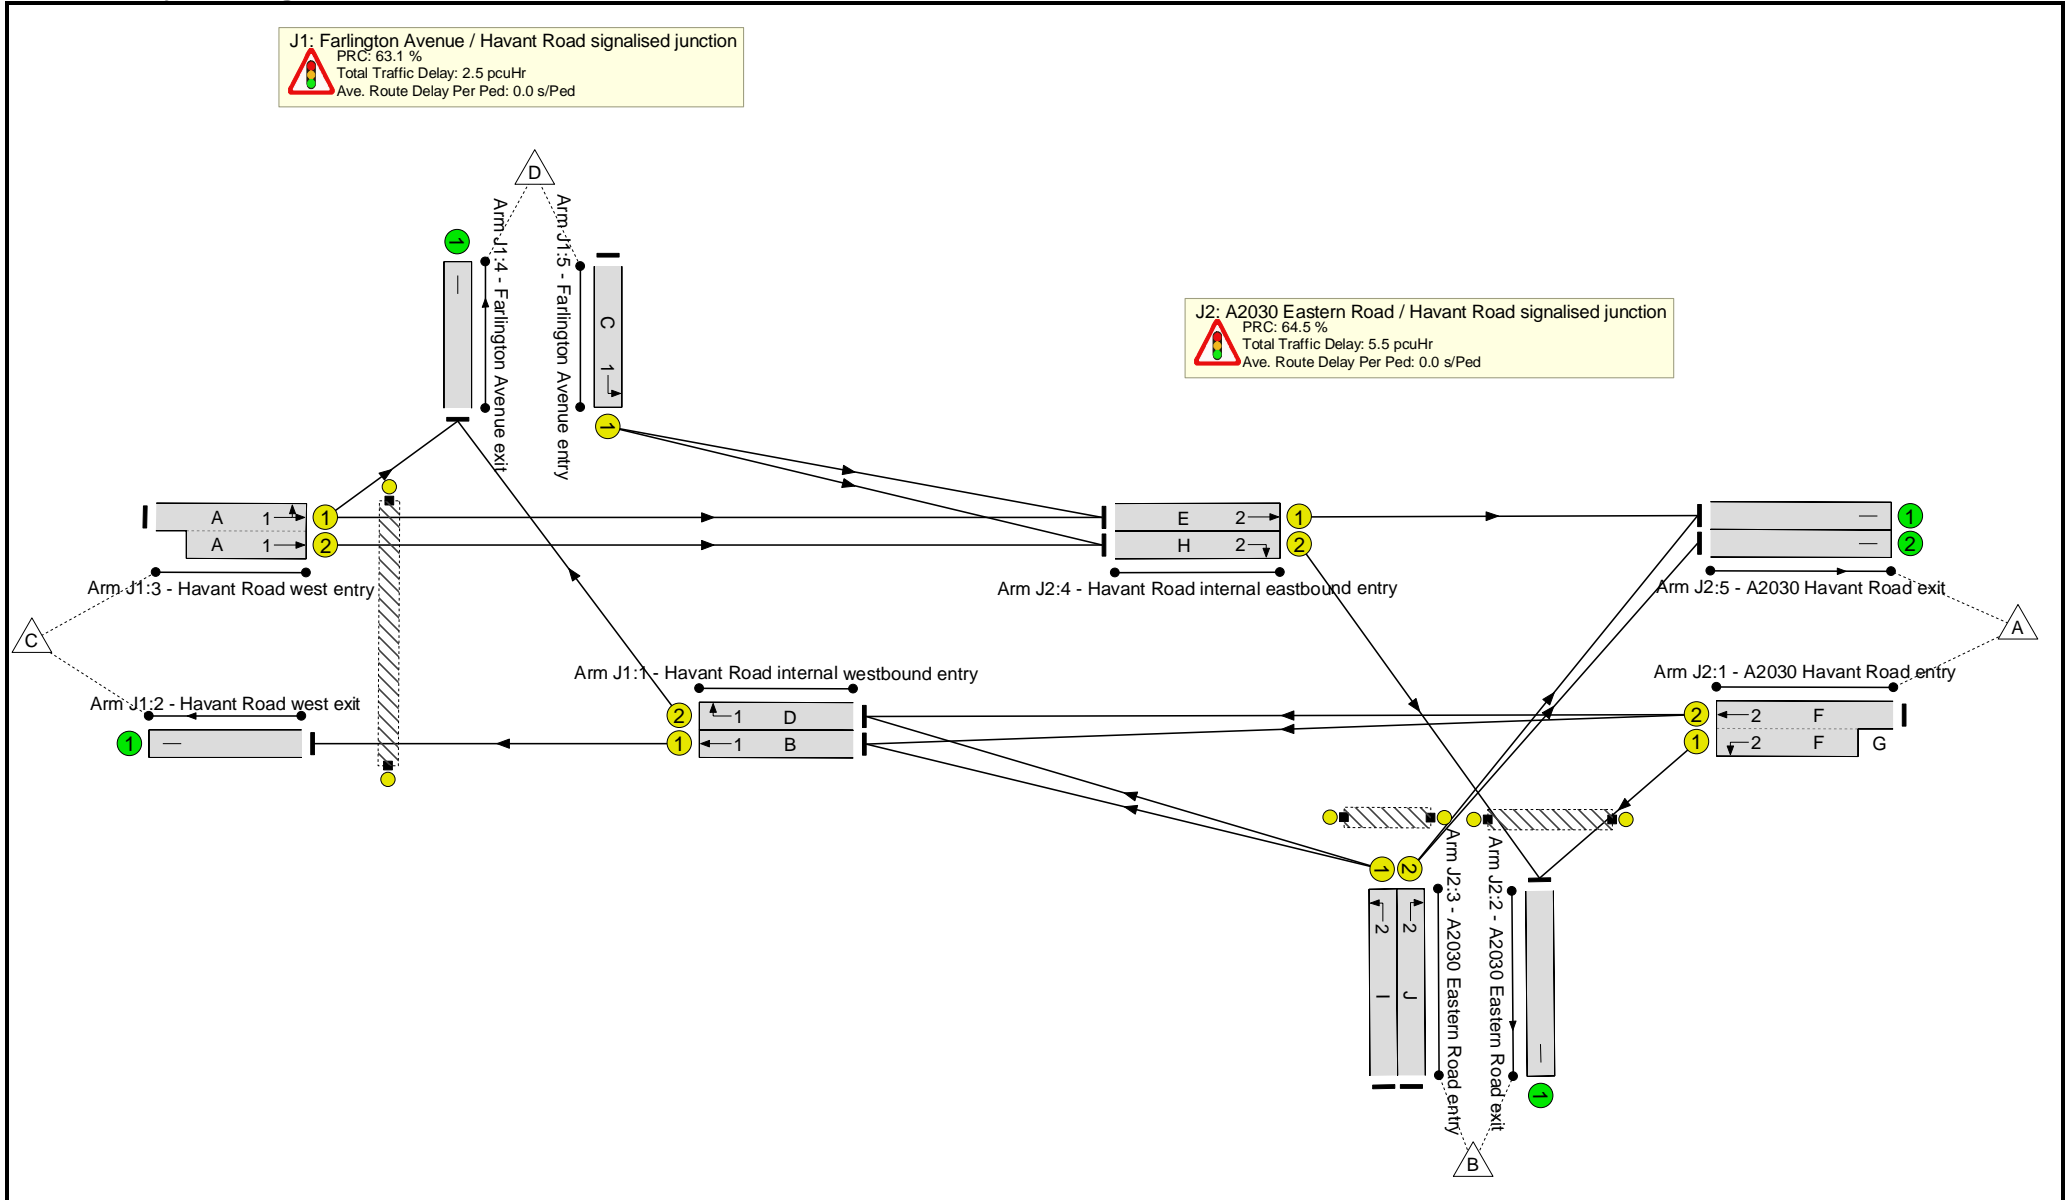 J1: Farlington Avenue / Havant Road signalised junction
PRC: 63.1 %
Total Traffic Delay: 2.5 pcuHr
Ave. Route Delay Per Ped: 0.0 s/Ped
D
Arm J1:4 - Farlington Avenue exit
Arm J1:5 - Farlington Avenue entry
1
C 1
1
J2: A2030 Eastern Road / Havant Road signalised junction
PRC: 64.5 %
Total Traffic Delay: 5.5 pcuHr
Ave. Route Delay Per Ped: 0.0 s/Ped
A 1 1
A 1 2
Arm J1:3 - Havant Road west entry
E 2 1
H 2 2
Arm J2:4 - Havant Road internal eastbound entry
1
2
Arm J2:5 - A2030 Havant Road exit
C
A
Arm J1:1 - Havant Road internal westbound entry
2 1 D
1 1 B
Arm J1:2 - Havant Road west exit
1
Arm J2:1 - A2030 Havant Road entry
2 2 F
1 2 F G
1 2
2 2
I J
Arm J2:3 - A2030 Eastern Road entry
Arm J2:2 - A2030 Eastern Road exit
1
B